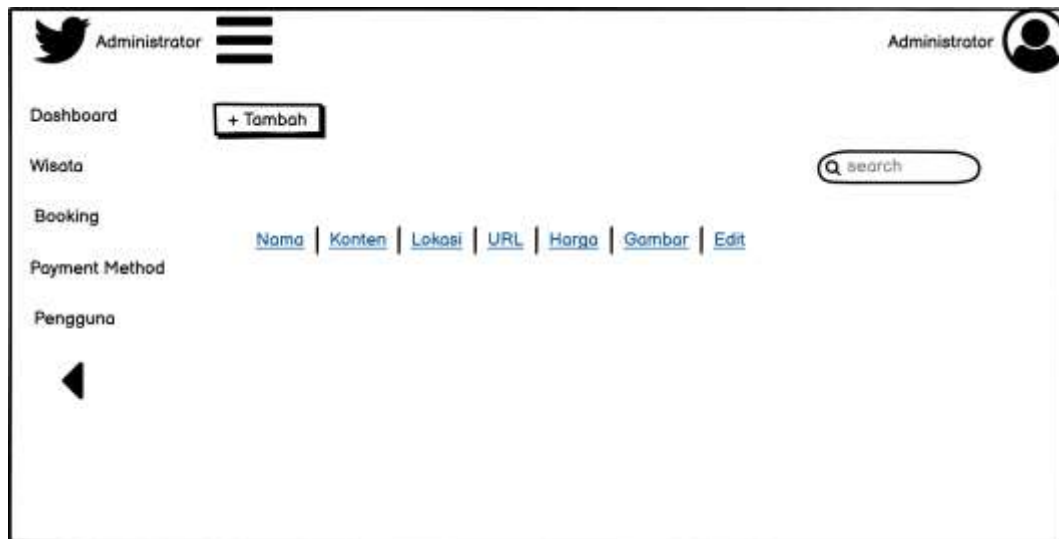 Administrator
Administrator
Dashboard
+ Tambah
Wisata
search
Booking
Nama | Konten | Lokasi | URL | Harga | Gambar | Edit
Payment Method
Pengguna